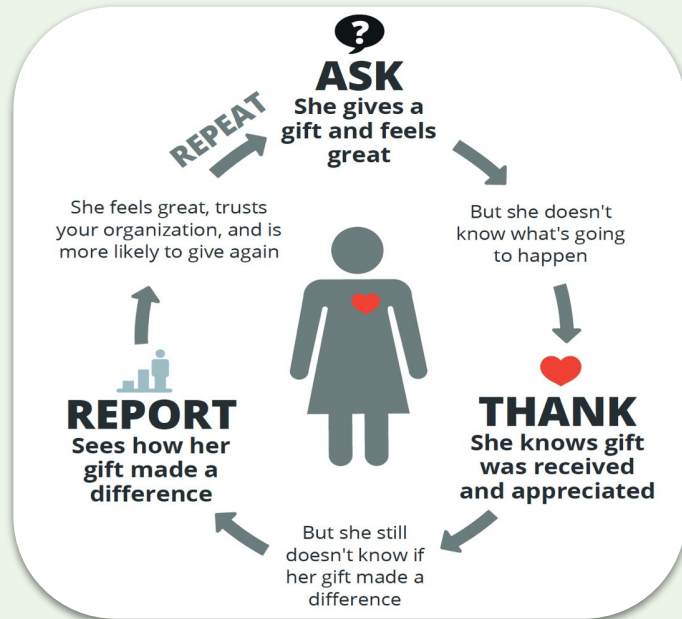 ?
ASK
She gives a
gift and feels
great
But she doesn't
know what's going
to happen
THANK
She knows gift
was received
and appreciated
But she still
doesn't know if
her gift made a
difference
REPORT
Sees how her
gift made a
difference
She feels great, trusts
your organization, and is
more likely to give again
REPEAT